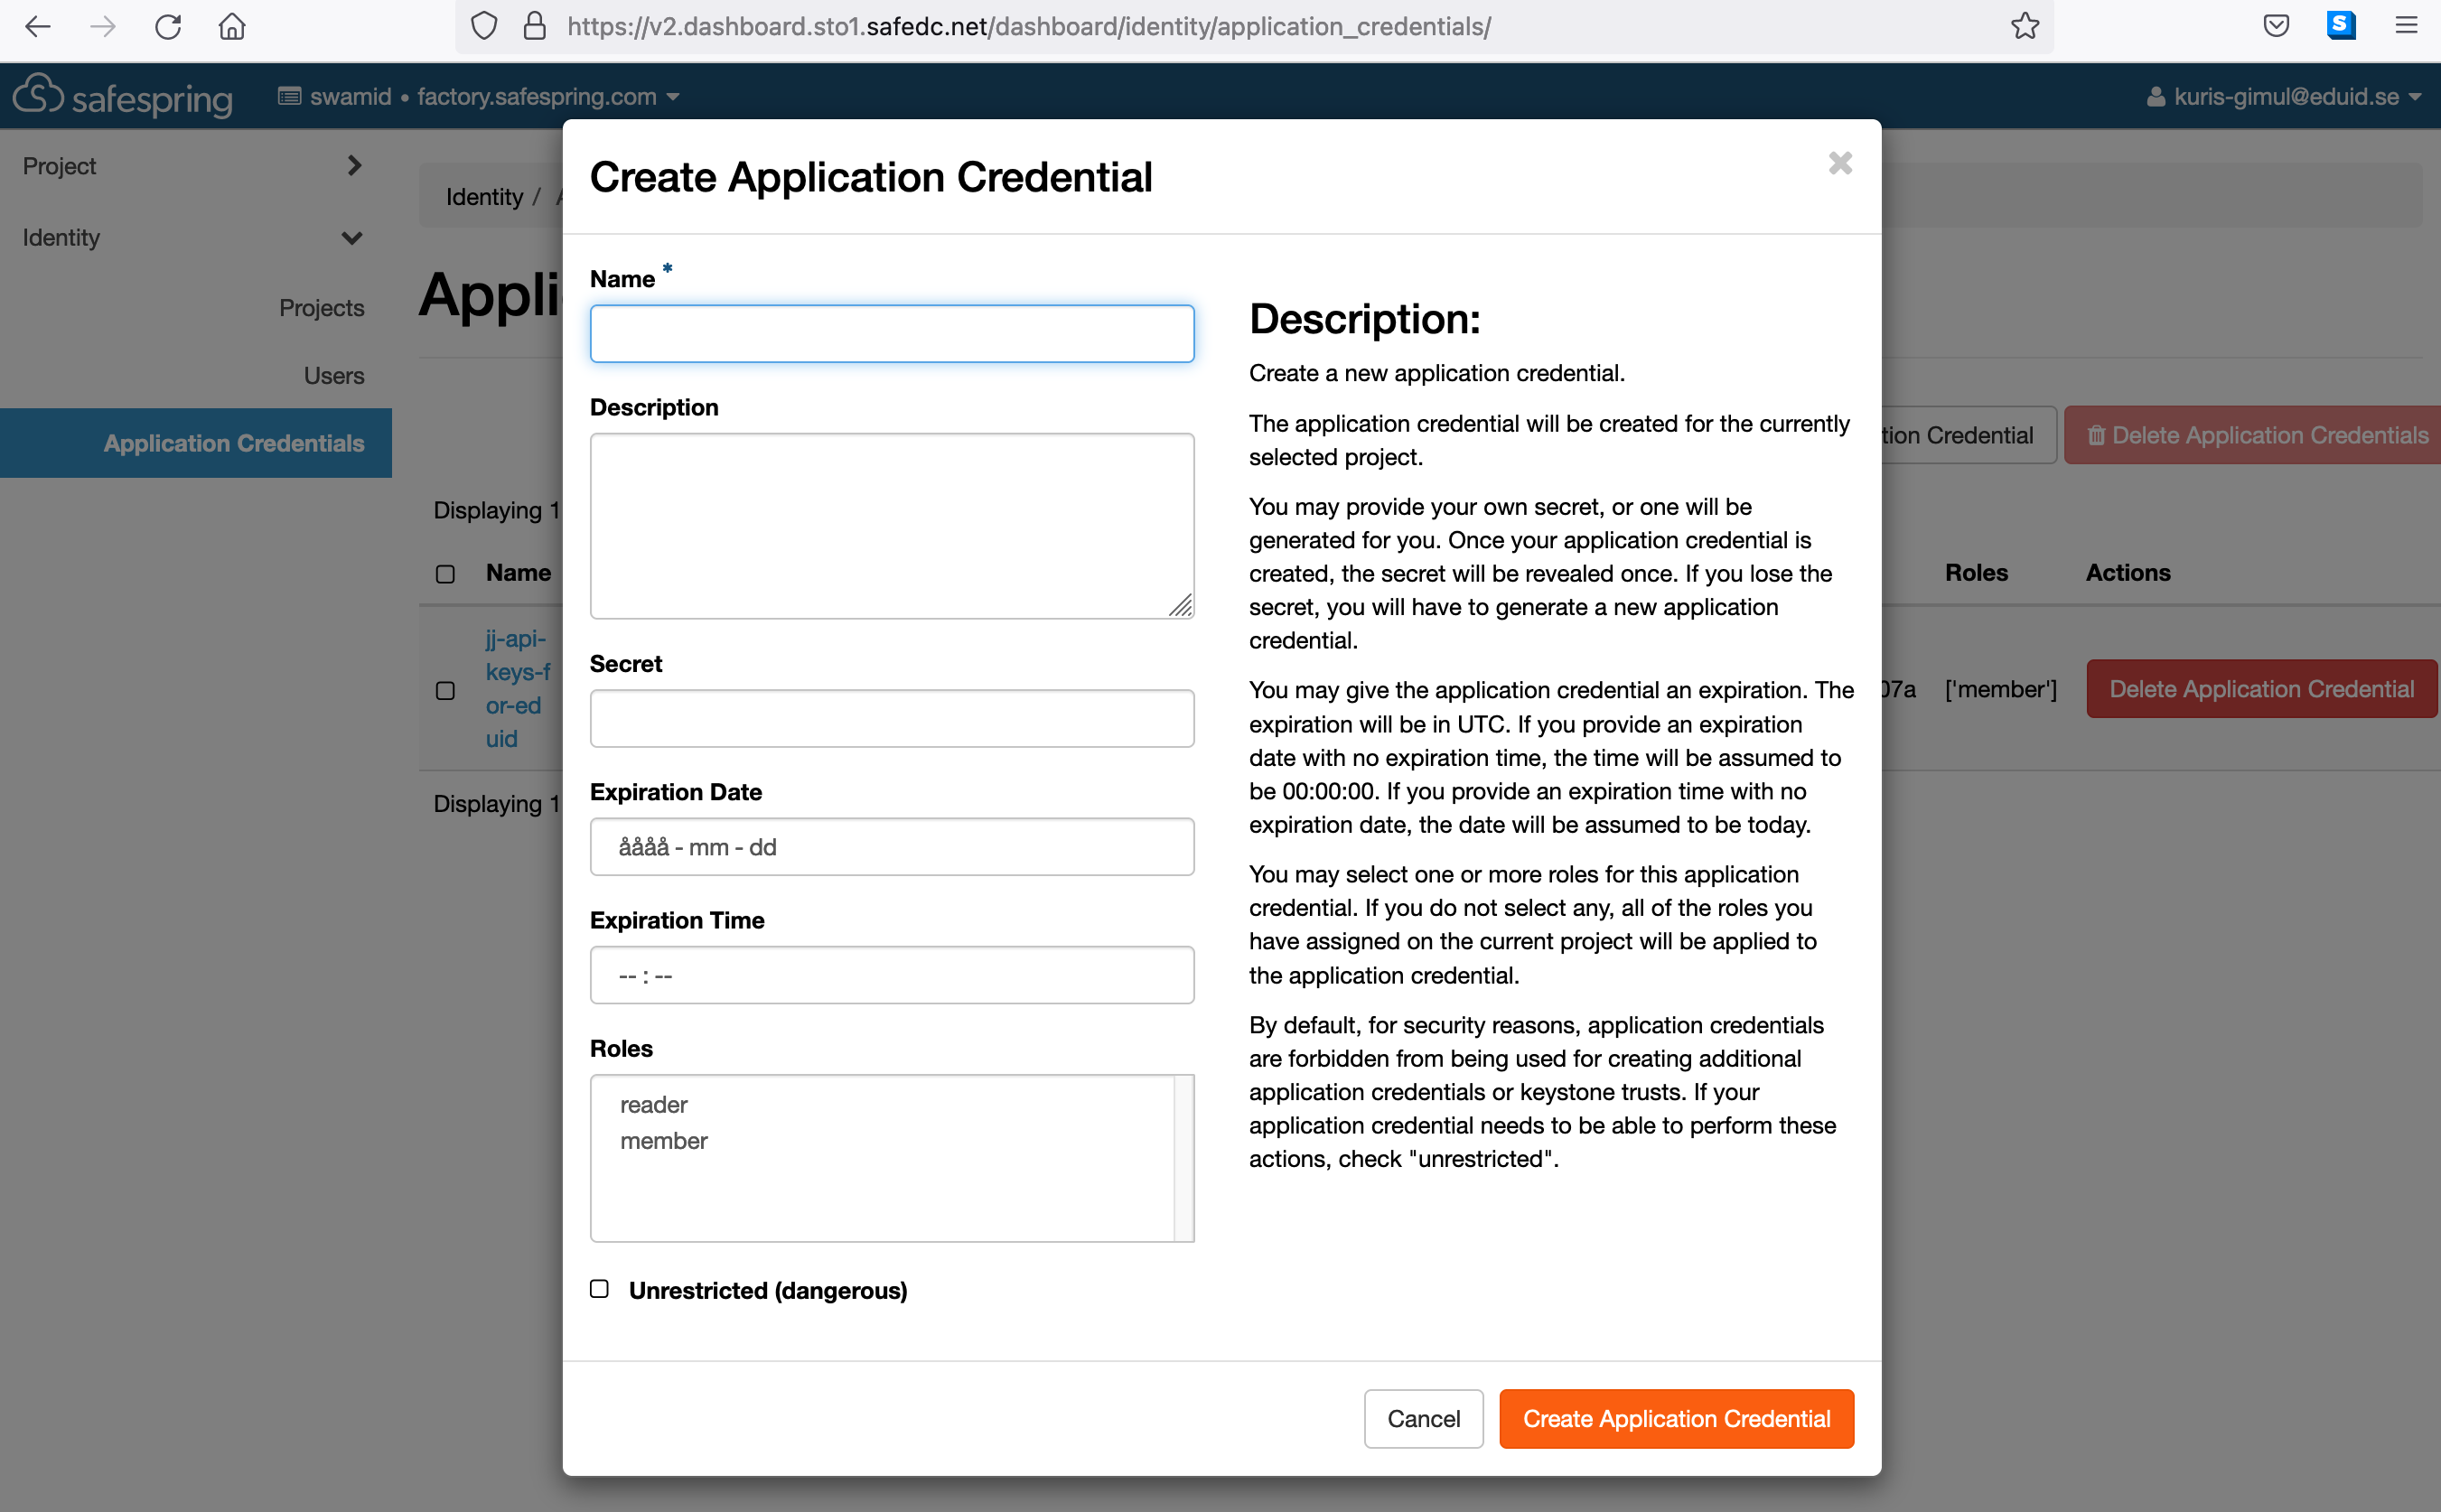 https://v2.dashboard.sto1.safedc.net/dashboard/identity/application_credentials/
S
safespring
swamid • factory.safespring.com
kuris-gimul@eduid.se
Project
Identity
Projects
Users
Application Credentials
Identity /
Appli
tion Credential
Delete Application Credentials
Displaying 1
Name
Roles
Actions
jj-api-
keys-f
or-ed
uid
07a
['member']
Delete Application Credential
Displaying 1
Create Application Credential
Name *
Description
Secret
Expiration Date
åååå - mm - dd
Expiration Time
-- : --
Roles
reader
member
Unrestricted (dangerous)
Description:
Create a new application credential.
The application credential will be created for the currently
selected project.
You may provide your own secret, or one will be
generated for you. Once your application credential is
created, the secret will be revealed once. If you lose the
secret, you will have to generate a new application
credential.
You may give the application credential an expiration. The
expiration will be in UTC. If you provide an expiration
date with no expiration time, the time will be assumed to
be 00:00:00. If you provide an expiration time with no
expiration date, the date will be assumed to be today.
You may select one or more roles for this application
credential. If you do not select any, all of the roles you
have assigned on the current project will be applied to
the application credential.
By default, for security reasons, application credentials
are forbidden from being used for creating additional
application credentials or keystone trusts. If your
application credential needs to be able to perform these
actions, check "unrestricted".
Cancel
Create Application Credential